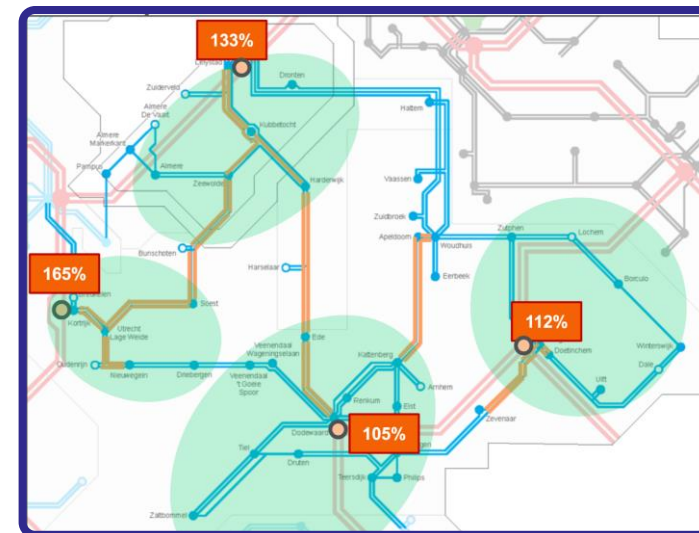 133%
Lelystad
Dronten
Zuiderveld
Almere
De Vaart
Hattem
Almere
Markerkant
Kubbetocht
Pampus
Almere
Zeewolde
Harderwijk
Vaassen
Zuidbroek
Apeldoorn
Woudhuis
Zutphen
Lochem
Bunschoten
Harselaar
Eerbeek
Borculo
165%
Soest
Kortrijk
Utrecht
Lage Weide
Ede
112%
Doetinchem
Winterswijk
Dale
Oudenrijn
Nieuwegein
Driebergen
Veenendaal
Wageningselaan
Veenendaal
't Goeie
Spoor
Kattenberg
Arnhem
Renkum
Elst
Ulft
Zevenaar
Dodewaard
105%
Tiel
Druten
Teersdijk
Philips
Zaltbommel